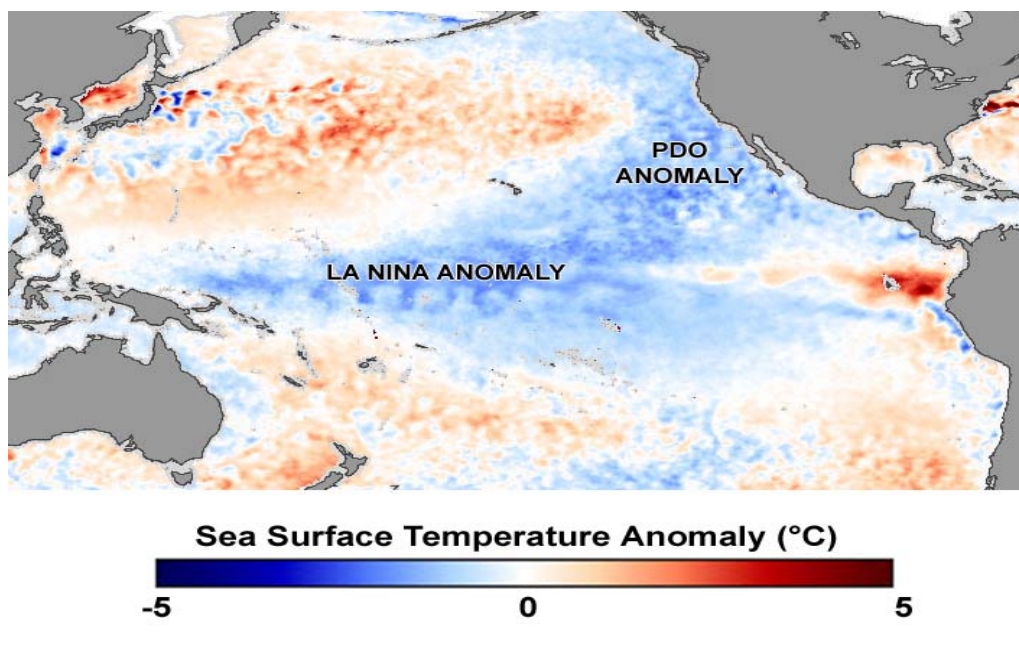 PDO
ANOMALY
LA NINA ANOMALY
Sea Surface Temperature Anomaly (°C)
-5 0 5